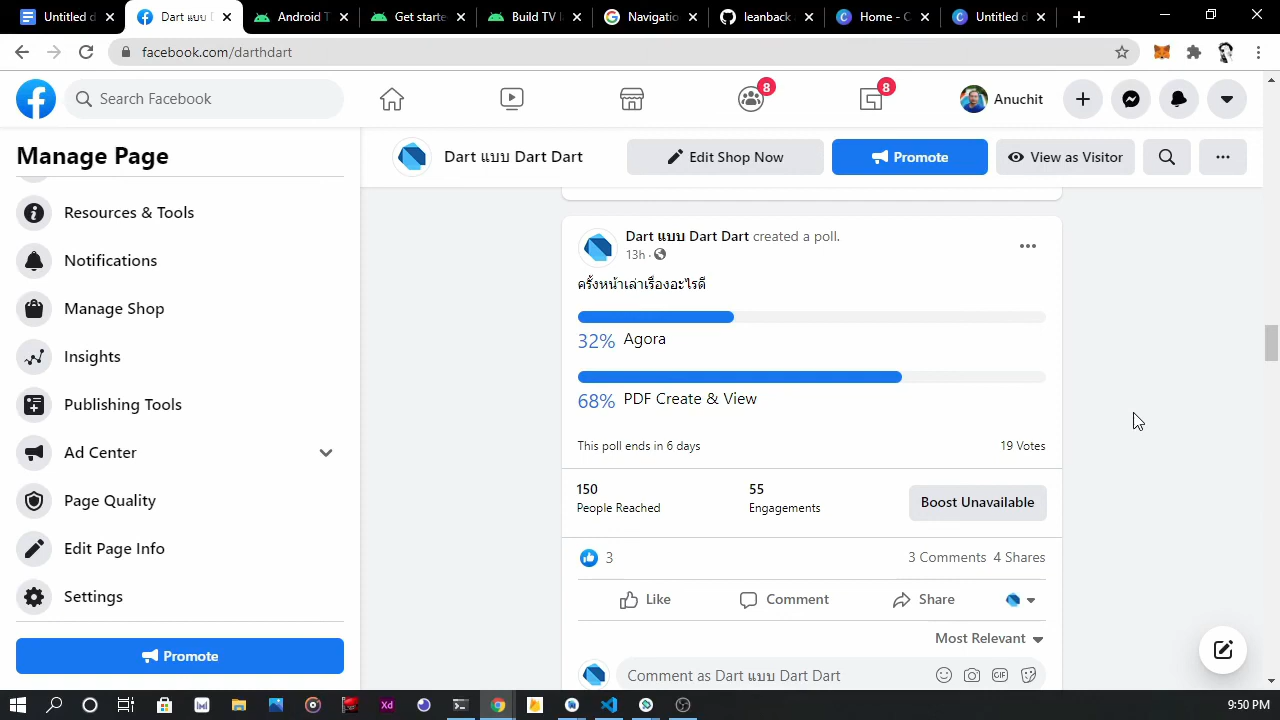 Untitled d
Dart แบบ D
Android T
Get starte
Build TV l
Navigatio
leanback
Home - C
Untitled d
facebook.com/darthdart
Search Facebook
8
8
Anuchit
Manage Page
Dart แบบ Dart Dart
Edit Shop Now
Promote
View as Visitor
Resources & Tools
Notifications
Manage Shop
Insights
Publishing Tools
Ad Center
Page Quality
Edit Page Info
Settings
Promote
Dart แบบ Dart Dart created a poll.
13h
ครั้งหน้าเล่าเรื่องอะไรดี
32% Agora
68% PDF Create & View
This poll ends in 6 days
19 Votes
150
People Reached
55
Engagements
Boost Unavailable
3
3 Comments 4 Shares
Like
Comment
Share
Most Relevant
Comment as Dart แบบ Dart Dart
GIF
Xd
9:50 PM